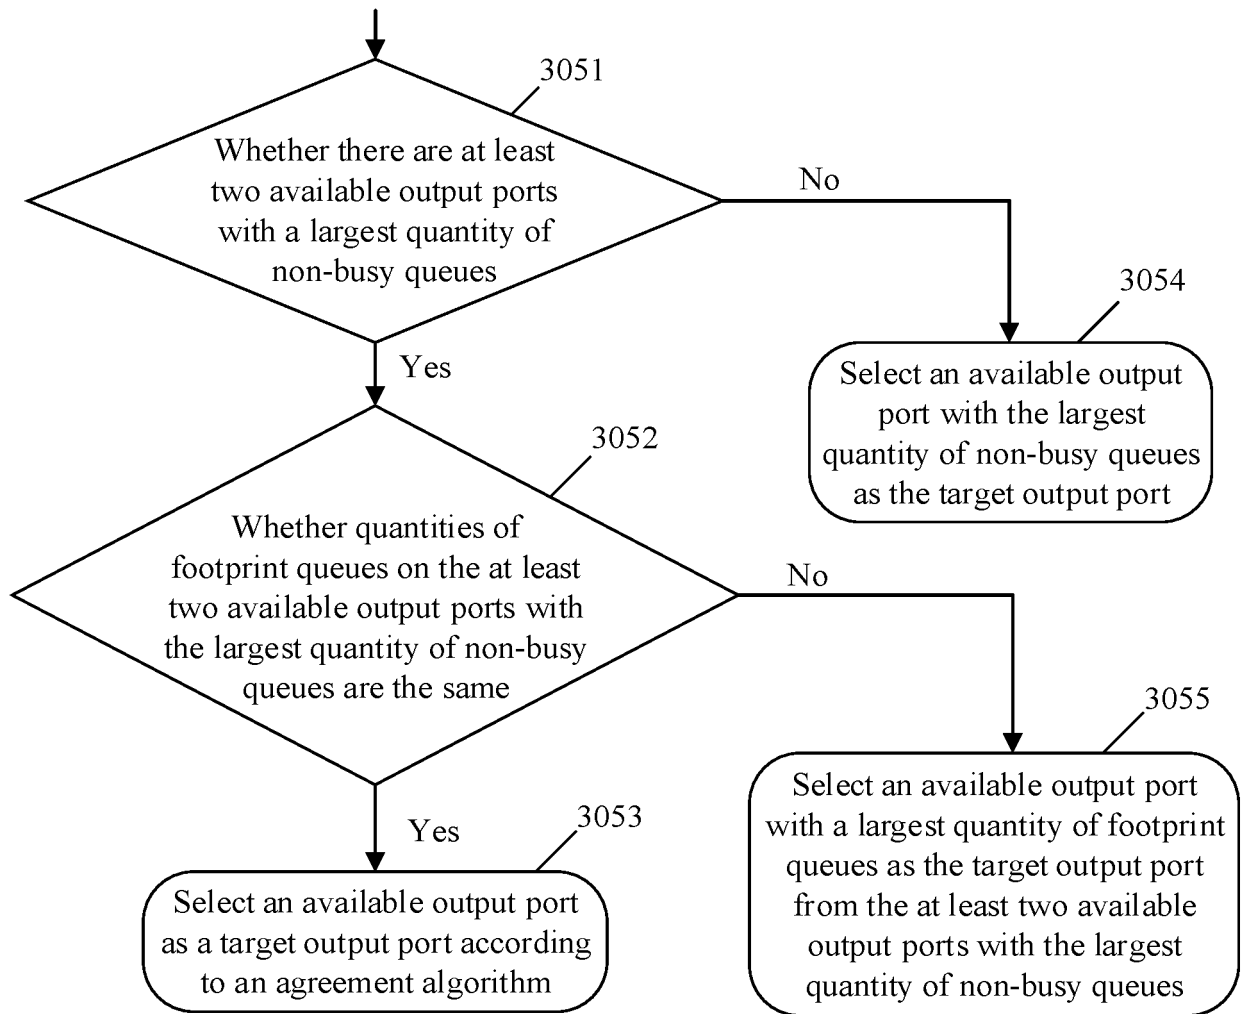 3051
Whether there are at least
two available output ports
with a largest quantity of
non-busy queues
No
3054
Select an available output
port with the largest
quantity of non-busy queues
as the target output port
Yes
3052
Whether quantities of
footprint queues on the at least
two available output ports with
the largest quantity of non-busy
queues are the same
No
3055
Select an available output port
with a largest quantity of footprint
queues as the target output port
from the at least two available
output ports with the largest
quantity of non-busy queues
Yes
3053
Select an available output port
as a target output port according
to an agreement algorithm